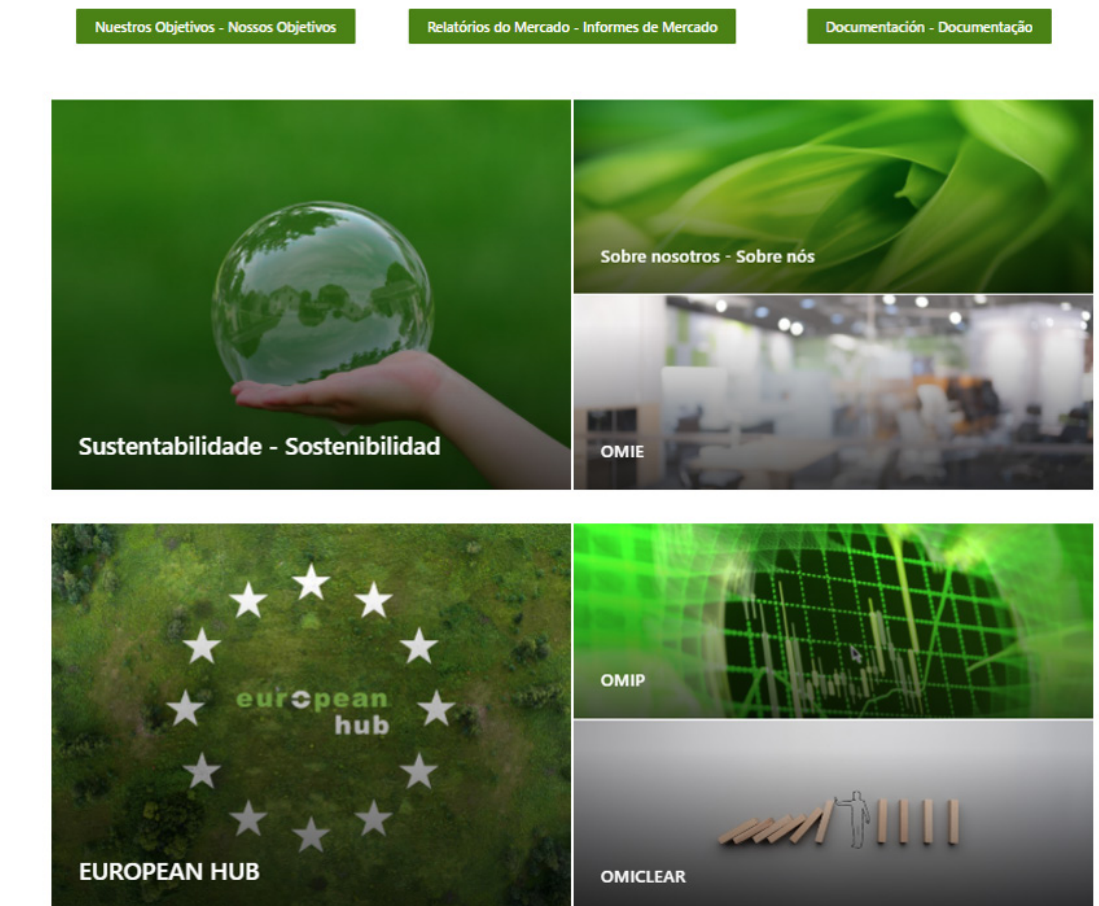 Nuestros Objetivos - Nossos Objetivos
Relatórios do Mercado - Informes de Mercado
Documentación - Documentação
Sobre nosotros - Sobre nós
Sustentabilidade - Sostenibilidad
OMIE
european
hub
EUROPEAN HUB
OMIP
OMICLEAR